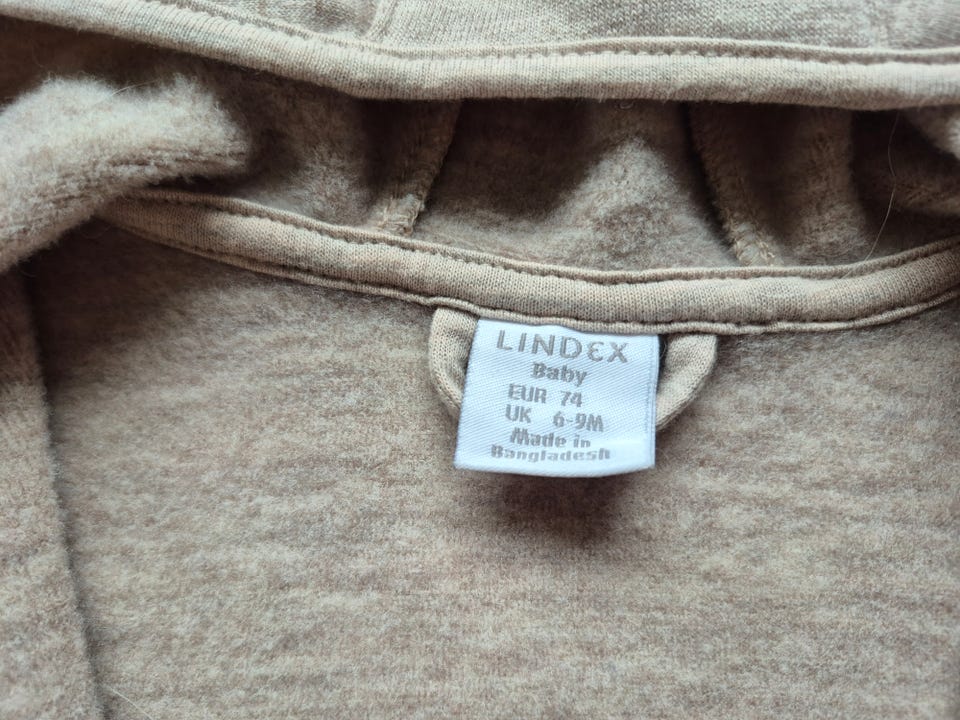 LINDEX
Baby
EUR 74
UK 6-9M
Made in
Bangladesh